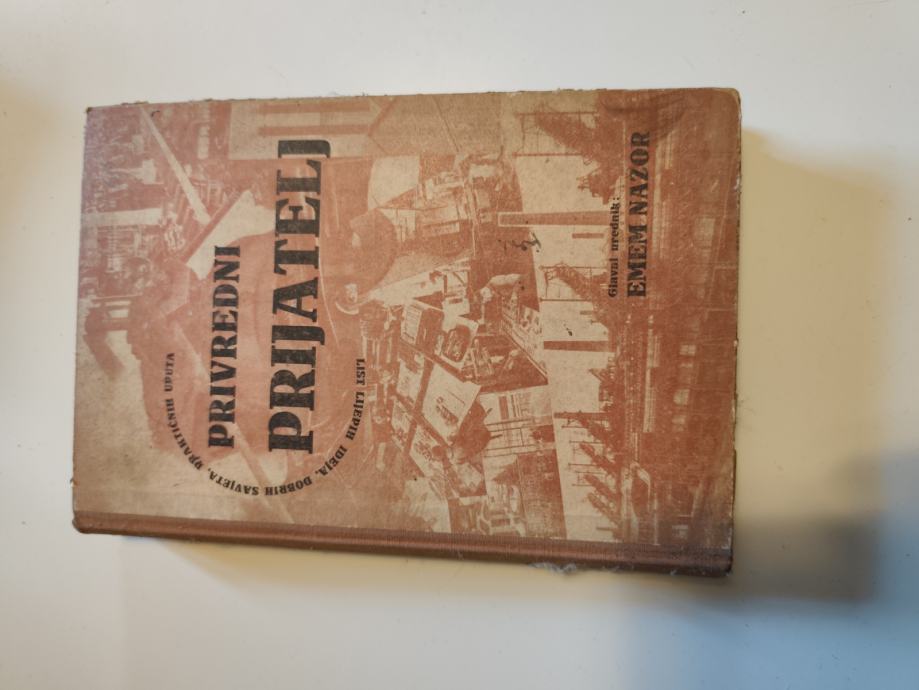 PRIVREDNI
PRIJATELJ
LIST LIJEPIH IDEJA, DOBRIH SAVJETA, PRAKTIČNIH UPUTA
Glavni urednik:
EMEM NAZOR